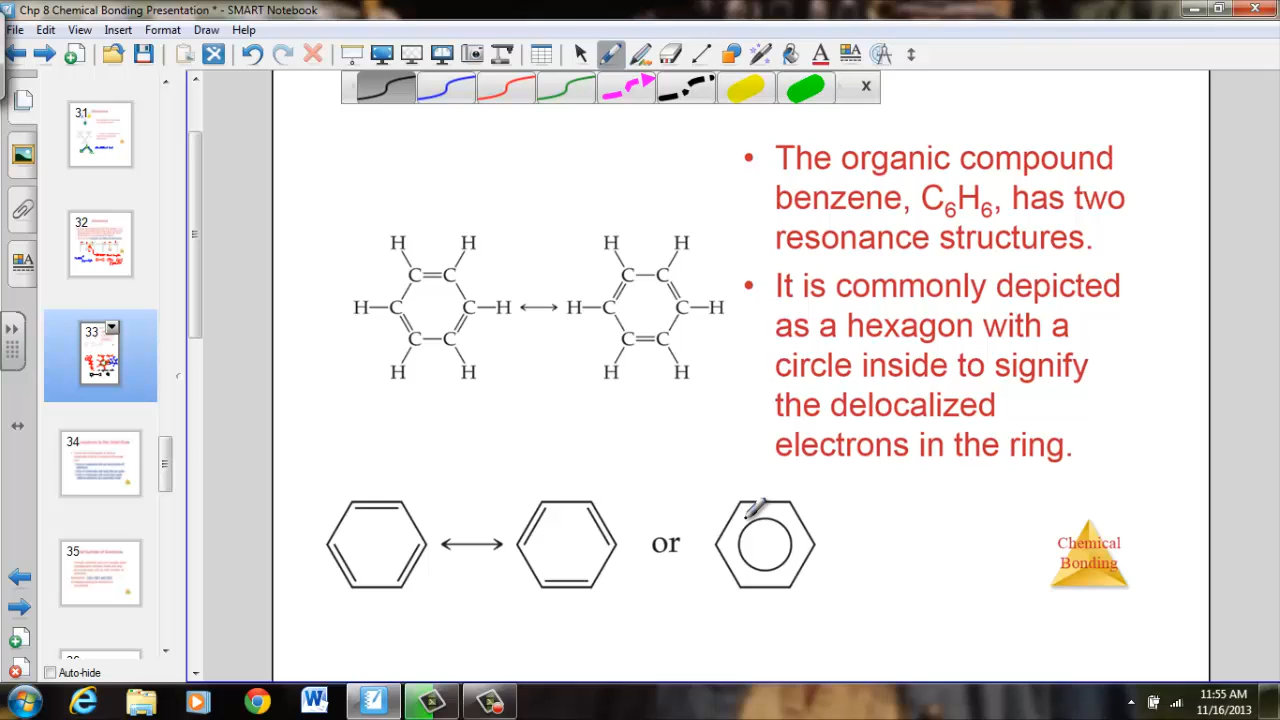 Chp 8 Chemical Bonding Presentation * - SMART Notebook
File Edit View Insert Format Draw Help
31
32
33
34
35
Auto-hide
H H H H
C C C C
H C C H H C C H
C C C C
H H H H
• The organic compound
benzene, C₆H₆, has two
resonance structures.
• It is commonly depicted
as a hexagon with a
circle inside to signify
the delocalized
electrons in the ring.
or
Chemical
Bonding
11:55 AM
11/16/2013